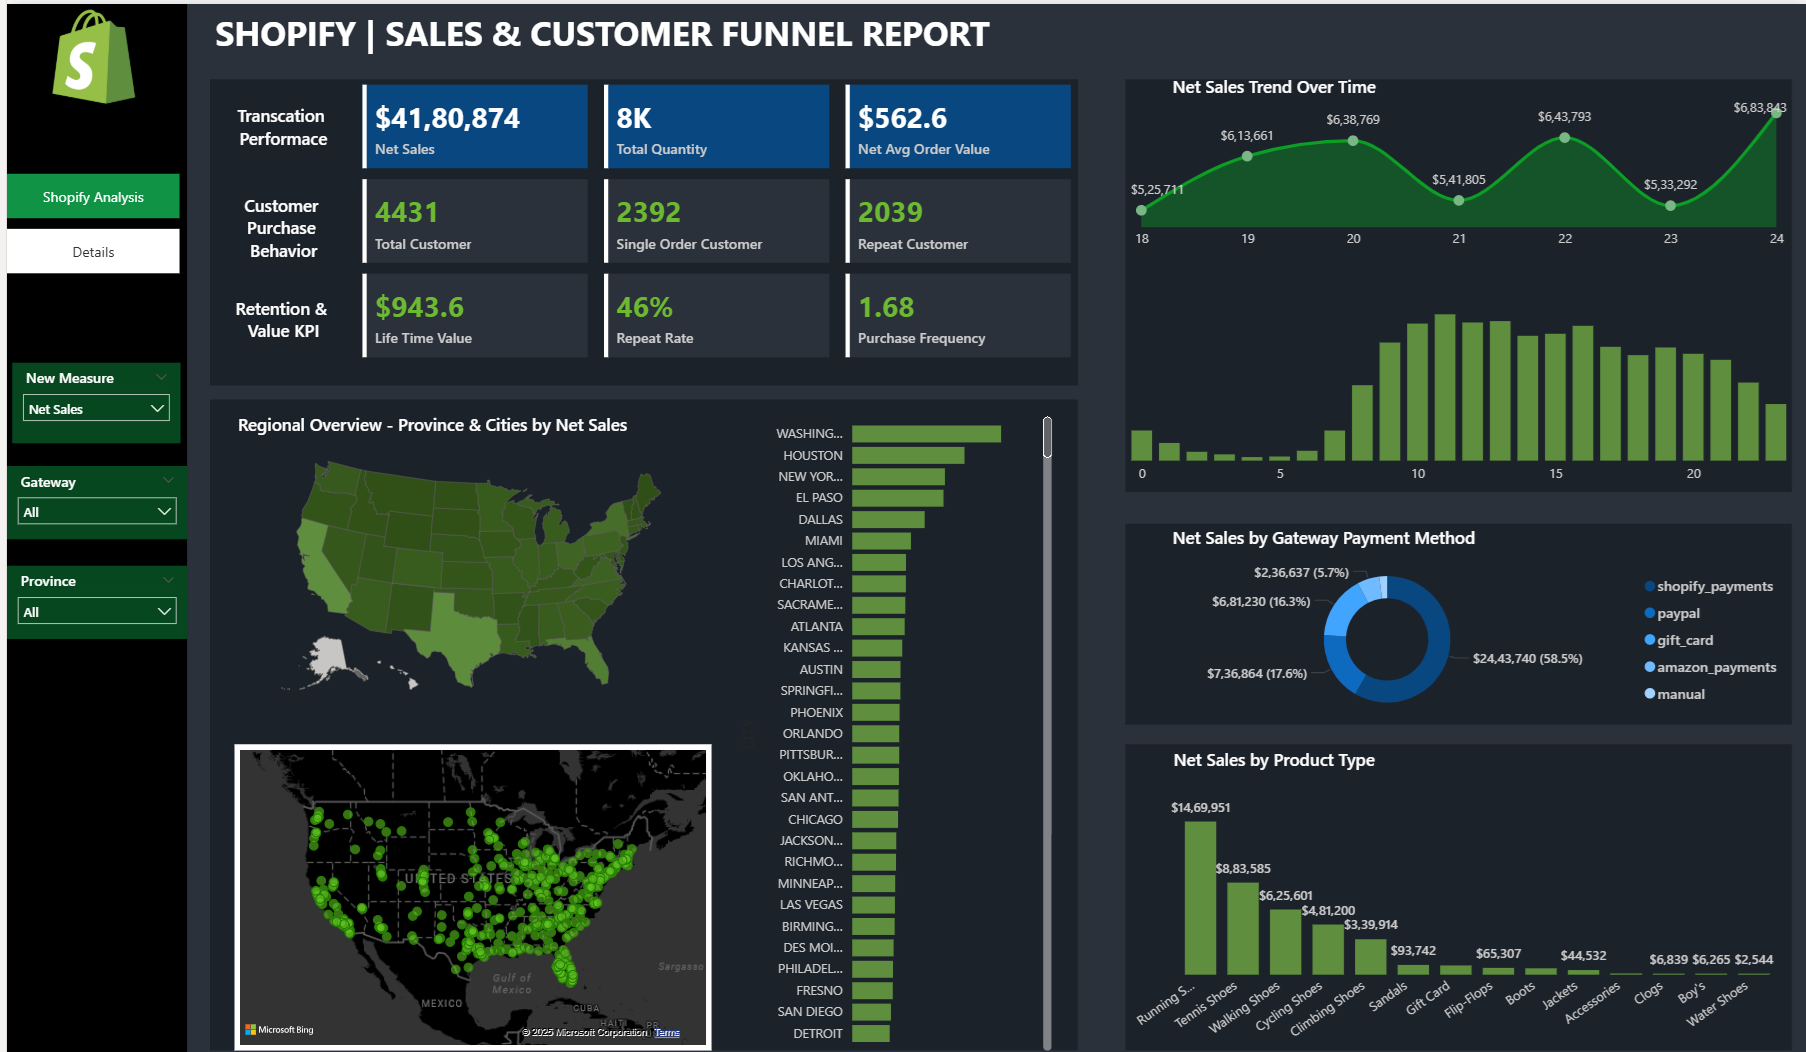 SHOPIFY | SALES & CUSTOMER FUNNEL REPORT
S
Shopify Analysis
Details
New Measure
Net Sales
Gateway
All
Province
All
Transcation
Performace
$41,80,874
Net Sales
8K
Total Quantity
$562.6
Net Avg Order Value
Customer
Purchase
Behavior
4431
Total Customer
2392
Single Order Customer
2039
Repeat Customer
Retention &
Value KPI
$943.6
Life Time Value
46%
Repeat Rate
1.68
Purchase Frequency
Regional Overview - Province & Cities by Net Sales
WASHING...
HOUSTON
NEW YOR...
EL PASO
DALLAS
MIAMI
LOS ANG...
CHARLOT...
SACRAME...
ATLANTA
KANSAS ...
AUSTIN
SPRINGFI...
PHOENIX
ORLANDO
PITTSBUR...
OKLAHO...
SAN ANT...
CHICAGO
JACKSON...
RICHMO...
MINNEAP...
LAS VEGAS
BIRMING...
DES MOI...
PHILADEL...
FRESNO
SAN DIEGO
DETROIT
UNITED STATES
Sargasso
Gulf of
Mexico
MEXICO
CUBA
HAITI
PR
Microsoft Bing
© 2025 Microsoft Corporation Terms
Net Sales Trend Over Time
$5,25,711
$6,13,661
$6,38,769
$5,41,805
$6,43,793
$5,33,292
$6,83,843
18 19 20 21 22 23 24
0 5 10 15 20
Net Sales by Gateway Payment Method
$2,36,637 (5.7%)
$6,81,230 (16.3%)
$7,36,864 (17.6%)
$24,43,740 (58.5%)
shopify_payments
paypal
gift_card
amazon_payments
manual
Net Sales by Product Type
$14,69,951
$8,83,585
$6,25,601
$4,81,200
$3,39,914
$93,742
$65,307
$44,532
$6,839
$6,265
$2,544
Running S...
Tennis Shoes
Walking Shoes
Cycling Shoes
Climbing Shoes
Sandals
Gift Card
Flip-Flops
Boots
Jackets
Accessories
Clogs
Boy's
Water Shoes